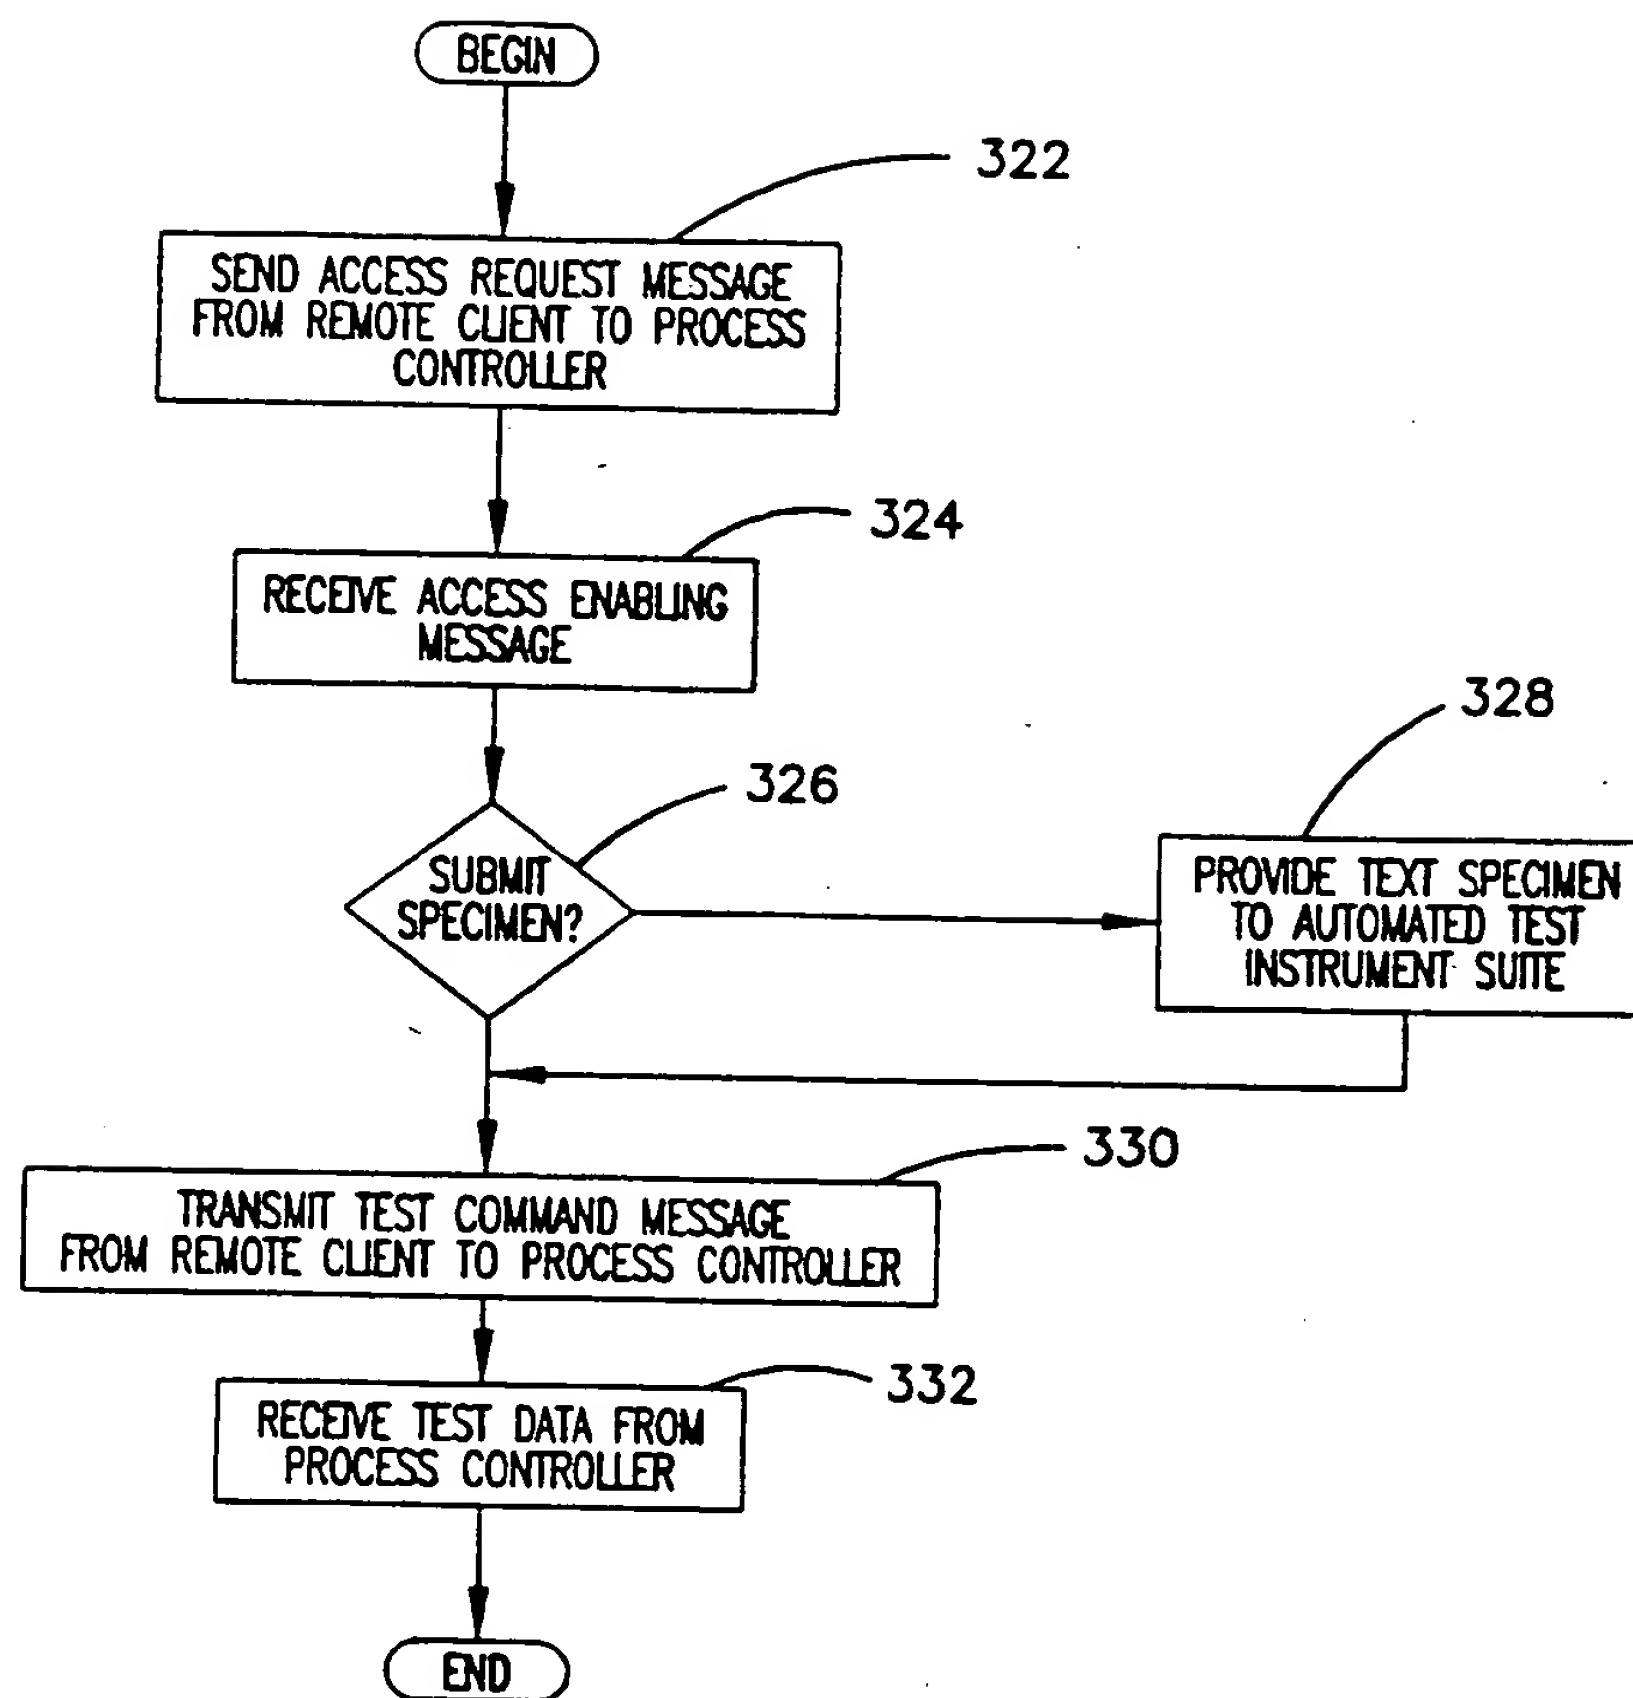 BEGIN
322
SEND ACCESS REQUEST MESSAGE
FROM REMOTE CLIENT TO PROCESS
CONTROLLER
324
RECEIVE ACCESS ENABLING
MESSAGE
326
SUBMIT
SPECIMEN?
328
PROVIDE TEXT SPECIMEN
TO AUTOMATED TEST
INSTRUMENT SUITE
330
TRANSMIT TEST COMMAND MESSAGE
FROM REMOTE CLIENT TO PROCESS CONTROLLER
332
RECEIVE TEST DATA FROM
PROCESS CONTROLLER
END